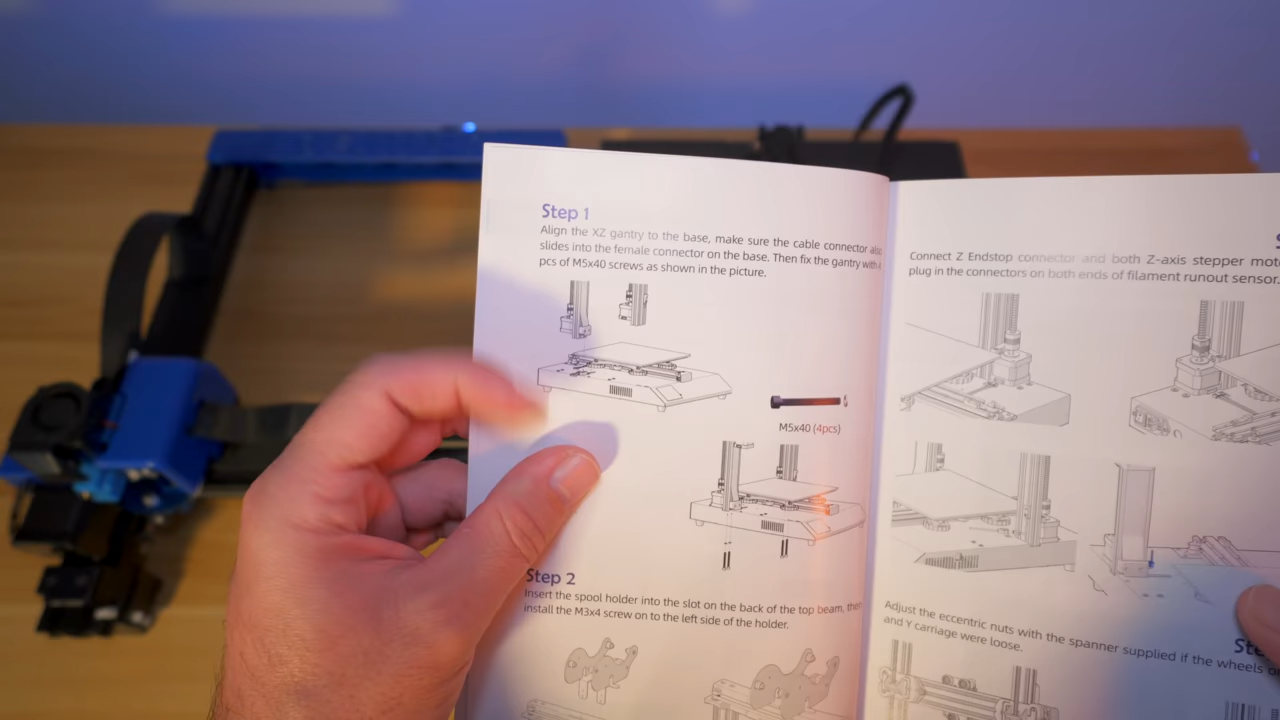 Step 1
Align the XZ gantry to the base, make sure the cable connector
slides into the female connector on the base. Then fix the gantry with
pcs of M5x40 screws as shown in the picture.
M5x40 (4pcs)
Step 2
Insert the spool holder into the slot on the back of the top beam,
install the M3x4 screw on to the left side of the holder.
Connect Z Endstop connector and both Z-axis stepper
plug in the connectors on both ends of filament runout sensor.
Adjust the eccentric nuts with the spanner supplied if the wheels
and Y carriage were loose.